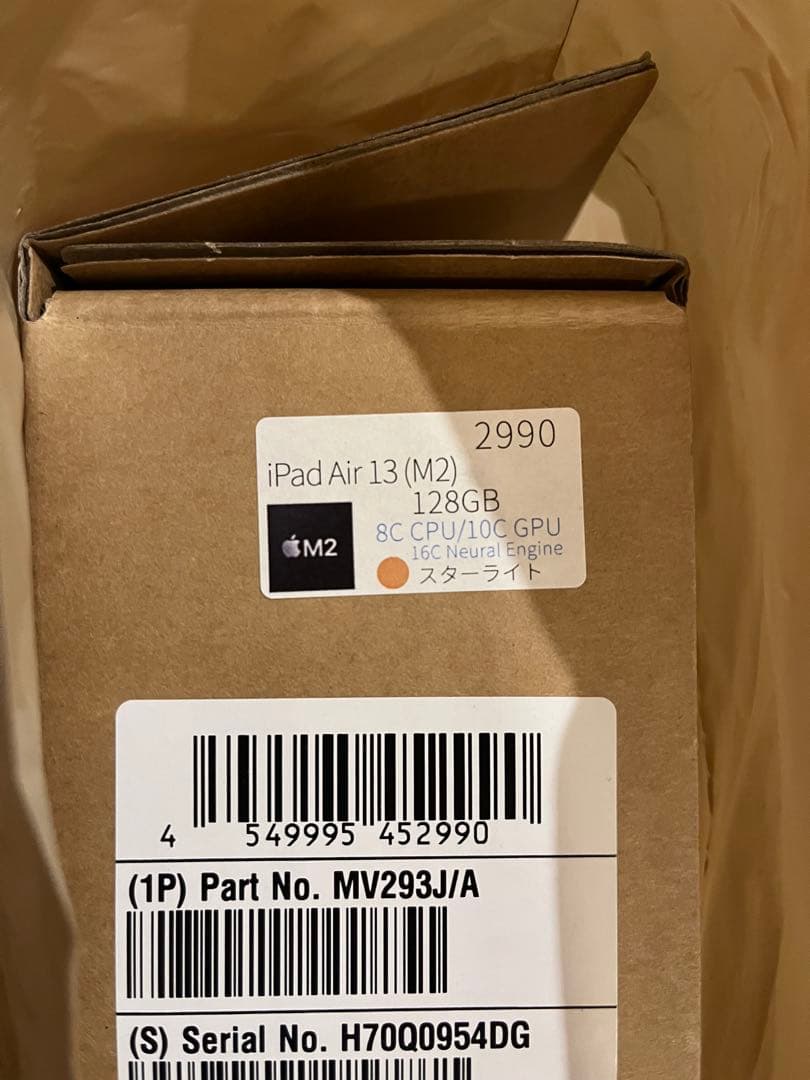 2990
iPad Air 13 (M2)
128GB
M2
8C CPU/10C GPU
16C Neural Engine
スターライト
4 549995 452990
(1P) Part No. MV293J/A
(S) Serial No. H70Q0954DG